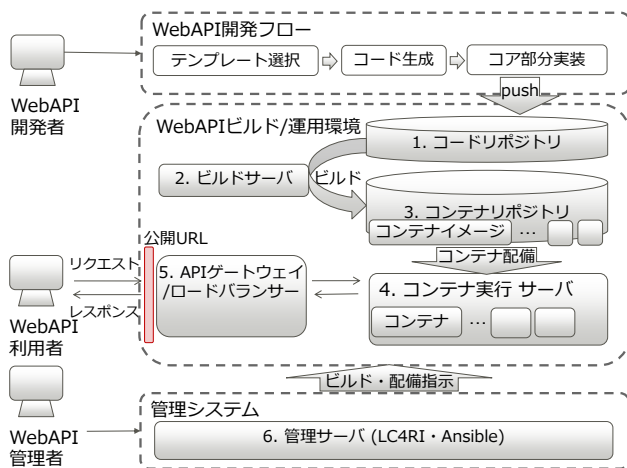 WebAPI開発フロー
テンプレート選択
コード生成
コア部分実装
WebAPI
開発者
push
WebAPIビルド/運用環境
1. コードリポジトリ
2. ビルドサーバ
ビルド
3. コンテナリポジトリ
コンテナイメージ
...
公開URL
コンテナ配備
リクエスト
5. APIゲートウェイ
/ロードバランサー
4. コンテナ実行 サーバ
レスポンス
コンテナ
...
WebAPI
利用者
ビルド・配備指示
管理システム
WebAPI
管理者
6. 管理サーバ (LC4RI・Ansible)